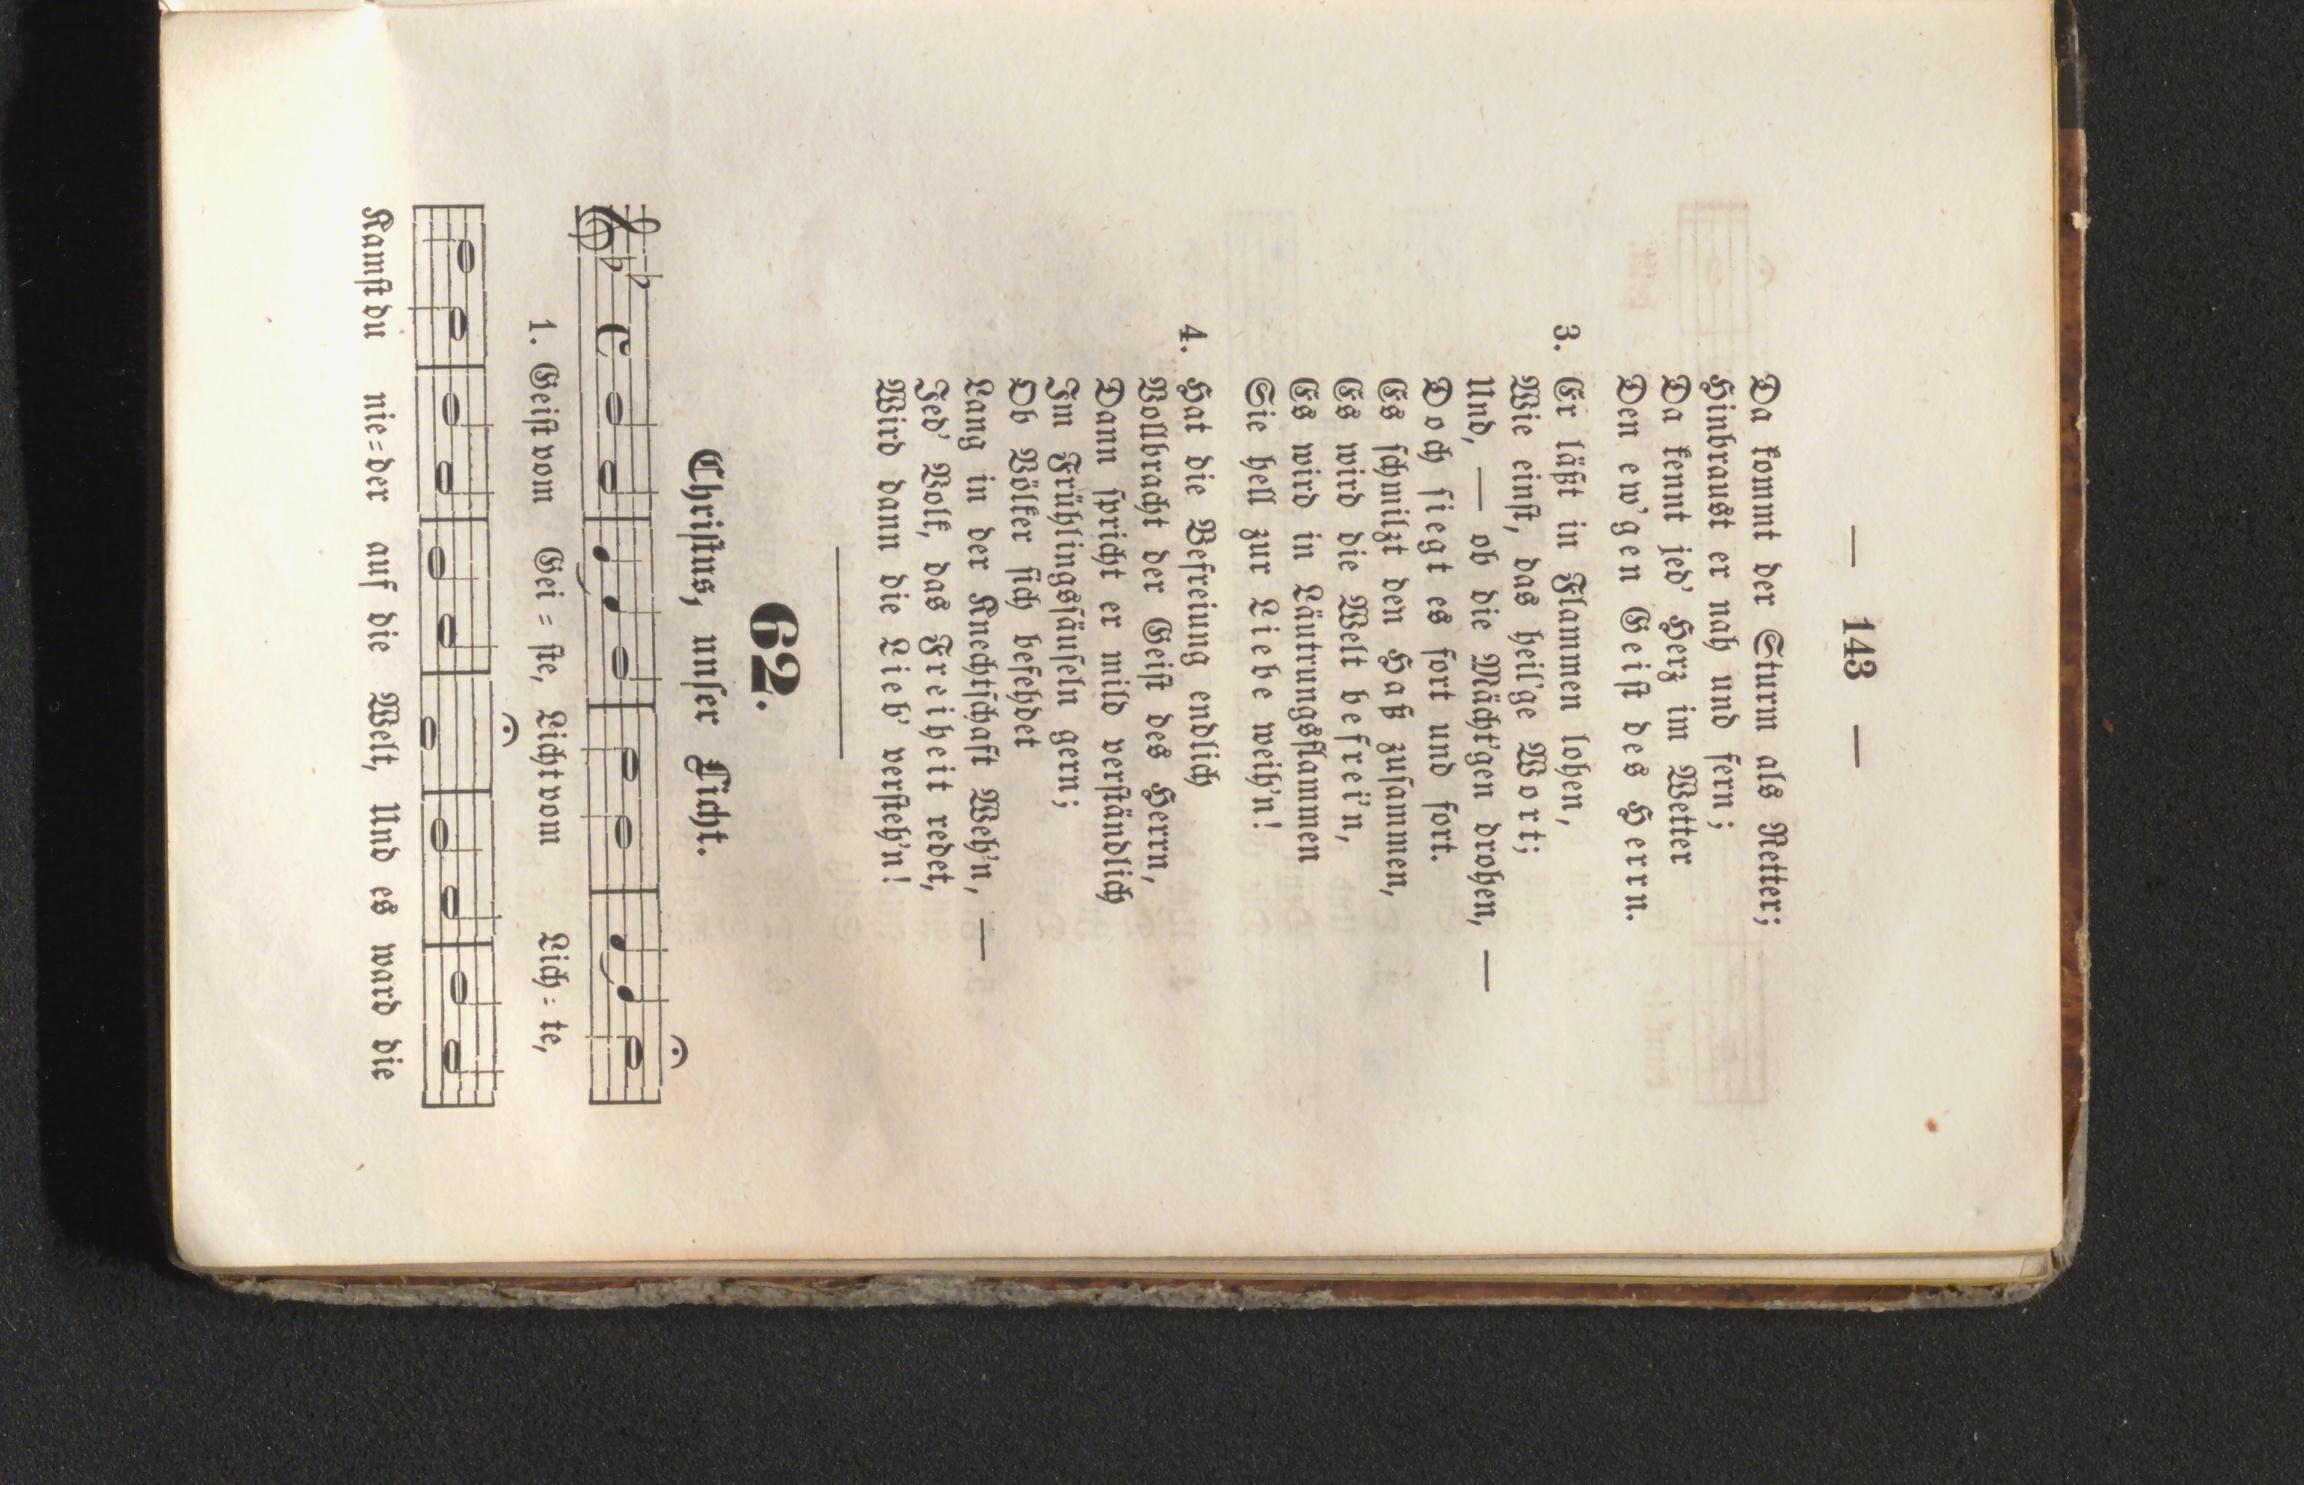 — 143 —
Da kommt der Sturm als Retter;
Hinbraust er nah und fern;
Da kennt jed’ Herz im Wetter
Den ew’gen Geist des Herrn.
3. Er läßt in Flammen lohen,
Wie einst, das heil’ge Wort;
Und, — ob die Mächt’gen drohen, —
Doch siegt es fort und fort.
Es schmilzt den Haß zusammen,
Es wird die Welt befrei’n,
Es wird in Läutrungsflammen
Sie hell zur Liebe weih’n!
4. Hat die Befreiung endlich
Vollbracht der Geist des Herrn,
Dann spricht er mild verständlich
Im Frühlingssäuseln gern;
Ob Völker sich befehdet
Lang in der Knechtschaft Weh’n, —
Jed’ Volk, das Freiheit redet,
Wird dann die Lieb’ versteh’n!
62.
Christus, unser Licht.
1. Geist vom Gei = ste, Licht vom Lich = te,
Kamst du nie = der auf die Welt, Und es ward die